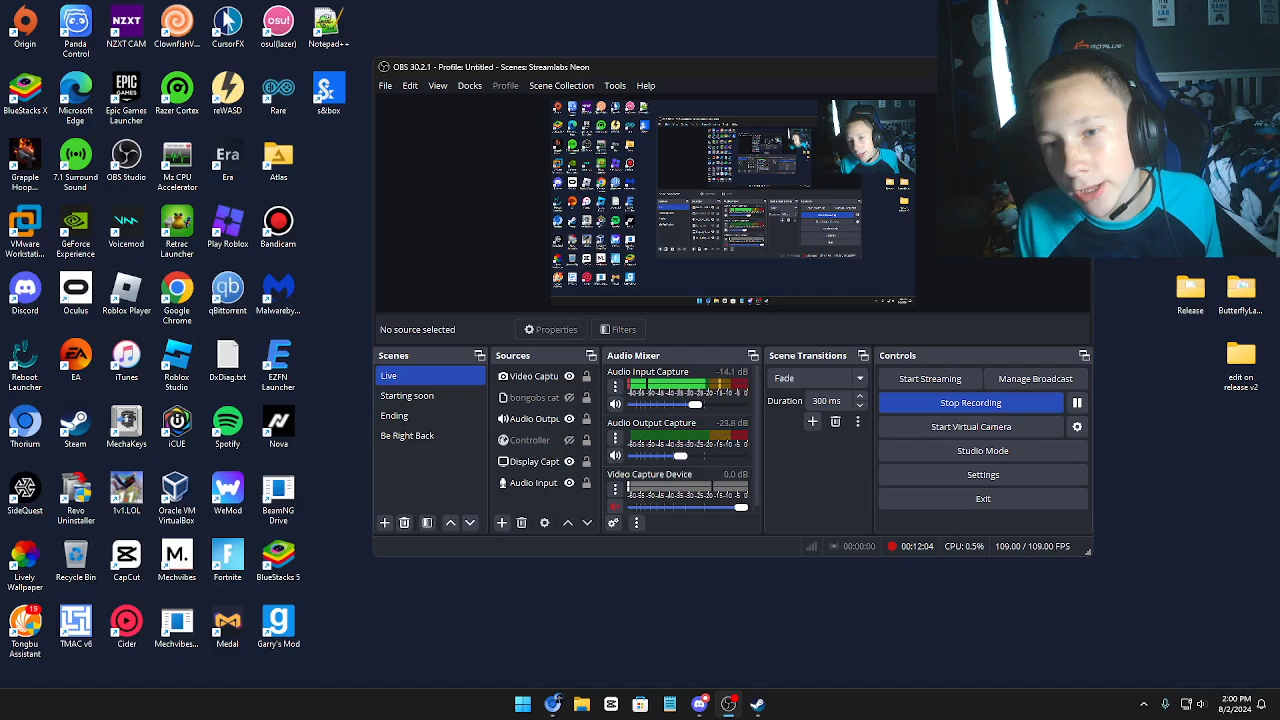 Origin
Panda Control
NZXT CAM
ClownfishV...
CursorFX
osu!(lazer)
Notepad++
BlueStacks X
Microsoft Edge
Epic Games Launcher
Razer Cortex
reWASD
Rare
s&box
Grapple Hoop...
7.1 Surround Sound
OBS Studio
Mz CPU Accelerator
Era
Atlas
VMware Workstati...
GeForce Experience
Voicemod
Retrac Launcher
Play Roblox
Bandicam
Discord
Oculus
Roblox Player
Google Chrome
qBittorrent
Malwareby...
Reboot Launcher
EA
iTunes
Roblox Studio
DxDiag.txt
EZFN Launcher
Thorium
Steam
MechaKeys
iCUE
Spotify
Nova
SideQuest
Revo Uninstaller
1v1.LOL
Oracle VM VirtualBox
WeMod
BeamNG Drive
Lively Wallpaper
Recycle Bin
CapCut
Mechvibes
Fortnite
BlueStacks 5
19
Tongbu Assistant
TMAC v6
Cider
Mechvibes...
Medal
Garry's Mod
OBS 30.2.1 - Profile: Untitled - Scenes: Streamlabs Neon
File Edit View Docks Profile Scene Collection Tools Help
No source selected Properties Filters
Scenes
Live
Starting soon
Ending
Be Right Back
Sources
Video Captu
bongobcat
Audio Outpu
Controller
Display Capt
Audio Input
Audio Mixer
Audio Input Capture -14.1 dB
Audio Output Capture -23.8 dB
Video Capture Device 0.0 dB
Scene Transitions
Fade
Duration 300 ms
Controls
Start Streaming Manage Broadcast
Stop Recording
Start Virtual Camera
Studio Mode
Settings
Exit
00:00:00 00:12:04 CPU: 0.5% 109.00 / 109.00 FPS
Release
ButterflyLa...
edit on release v2
2:00 PM
8/2/2024